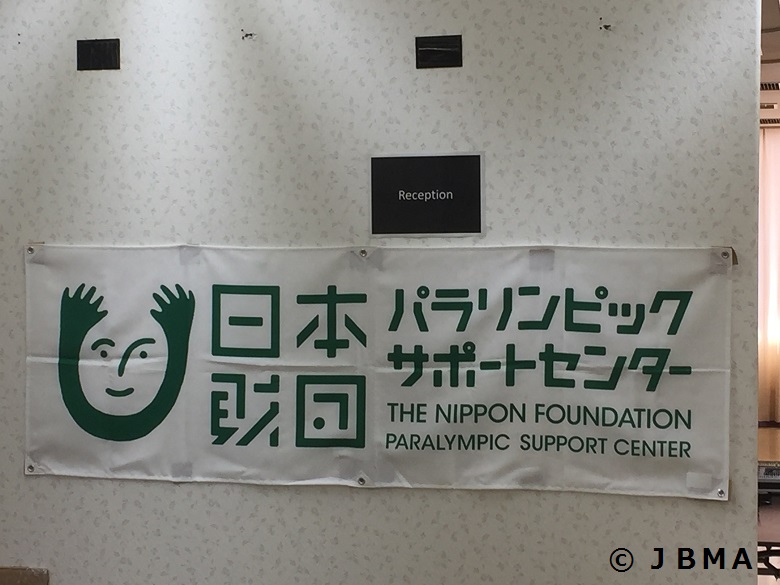 Reception
日本
財団
パラリンピック
サポートセンター
THE NIPPON FOUNDATION
PARALYMPIC SUPPORT CENTER
© JBMA